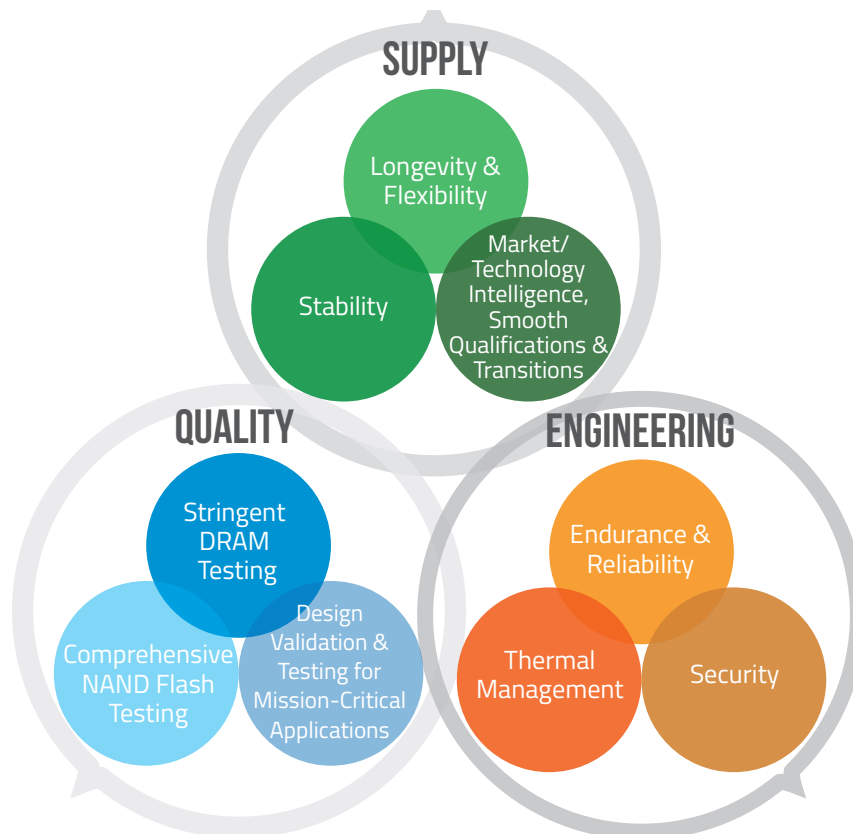 SUPPLY
Longevity &
Flexibility
Stability
Market/
Technology
Intelligence,
Smooth
Qualifications &
Transitions
QUALITY
Stringent
DRAM
Testing
Comprehensive
NAND Flash
Testing
Design
Validation &
Testing for
Mission-Critical
Applications
ENGINEERING
Endurance &
Reliability
Thermal
Management
Security